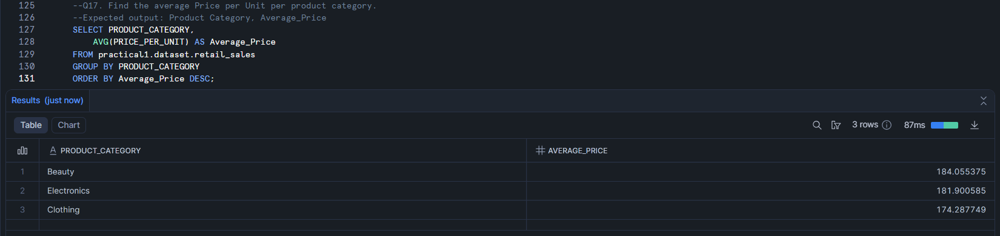 125 --Q17. Find the average Price per Unit per product category.
126 --Expected output: Product Category, Average_Price
127 SELECT PRODUCT_CATEGORY,
128 AVG(PRICE_PER_UNIT) AS Average_Price
129 FROM practical1.dataset.retail_sales
130 GROUP BY PRODUCT_CATEGORY
131 ORDER BY Average_Price DESC;
Results (just now)
Table Chart 3 rows 87ms
A PRODUCT_CATEGORY # AVERAGE_PRICE
1 Beauty 184.055375
2 Electronics 181.900585
3 Clothing 174.287749